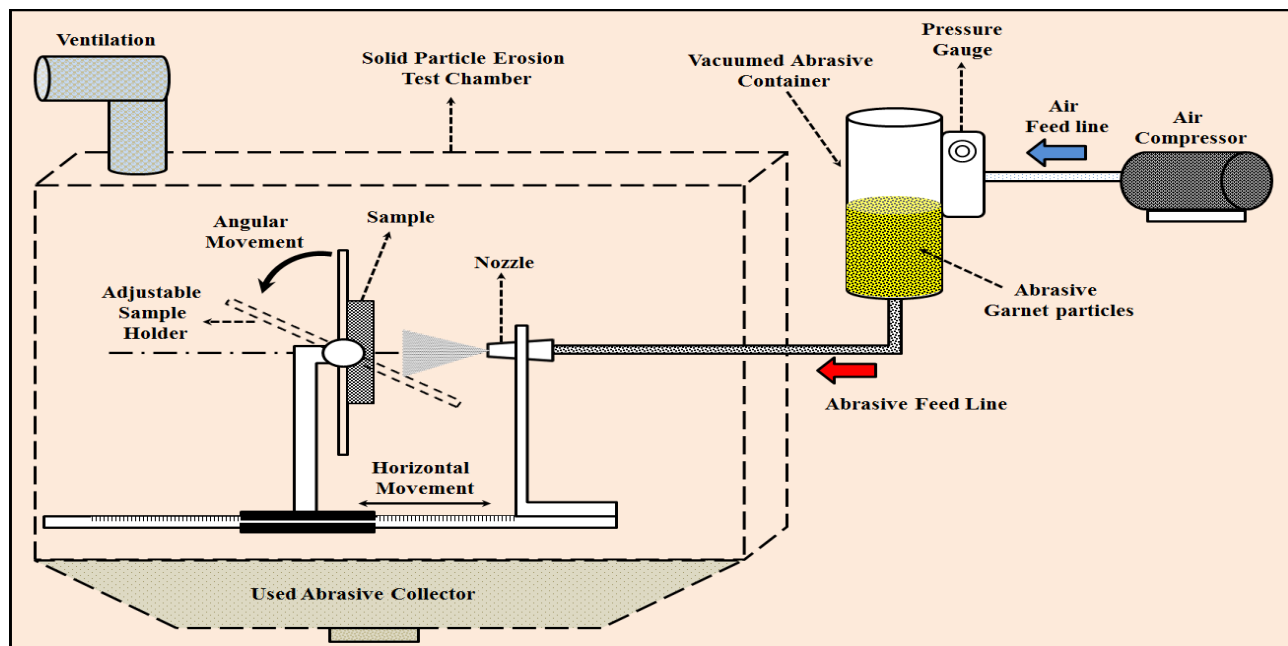 Ventilation
Solid Particle Erosion
Test Chamber
Vacuumed Abrasive
Container
Pressure
Gauge
Air
Feed line
Air
Compressor
Angular
Movement
Sample
Nozzle
Adjustable
Sample
Holder
Abrasive
Garnet particles
Abrasive Feed Line
Horizontal
Movement
Used Abrasive Collector